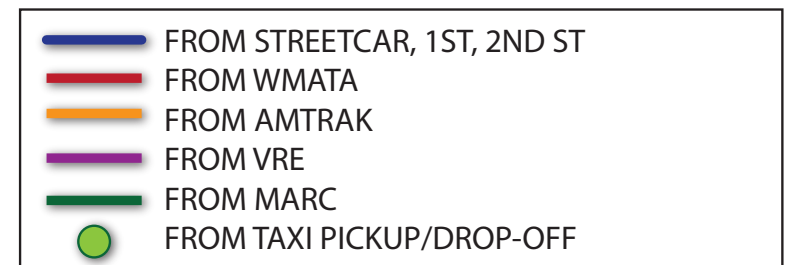 FROM STREETCAR, 1ST, 2ND ST
FROM WMATA
FROM AMTRAK
FROM VRE
FROM MARC
FROM TAXI PICKUP/DROP-OFF